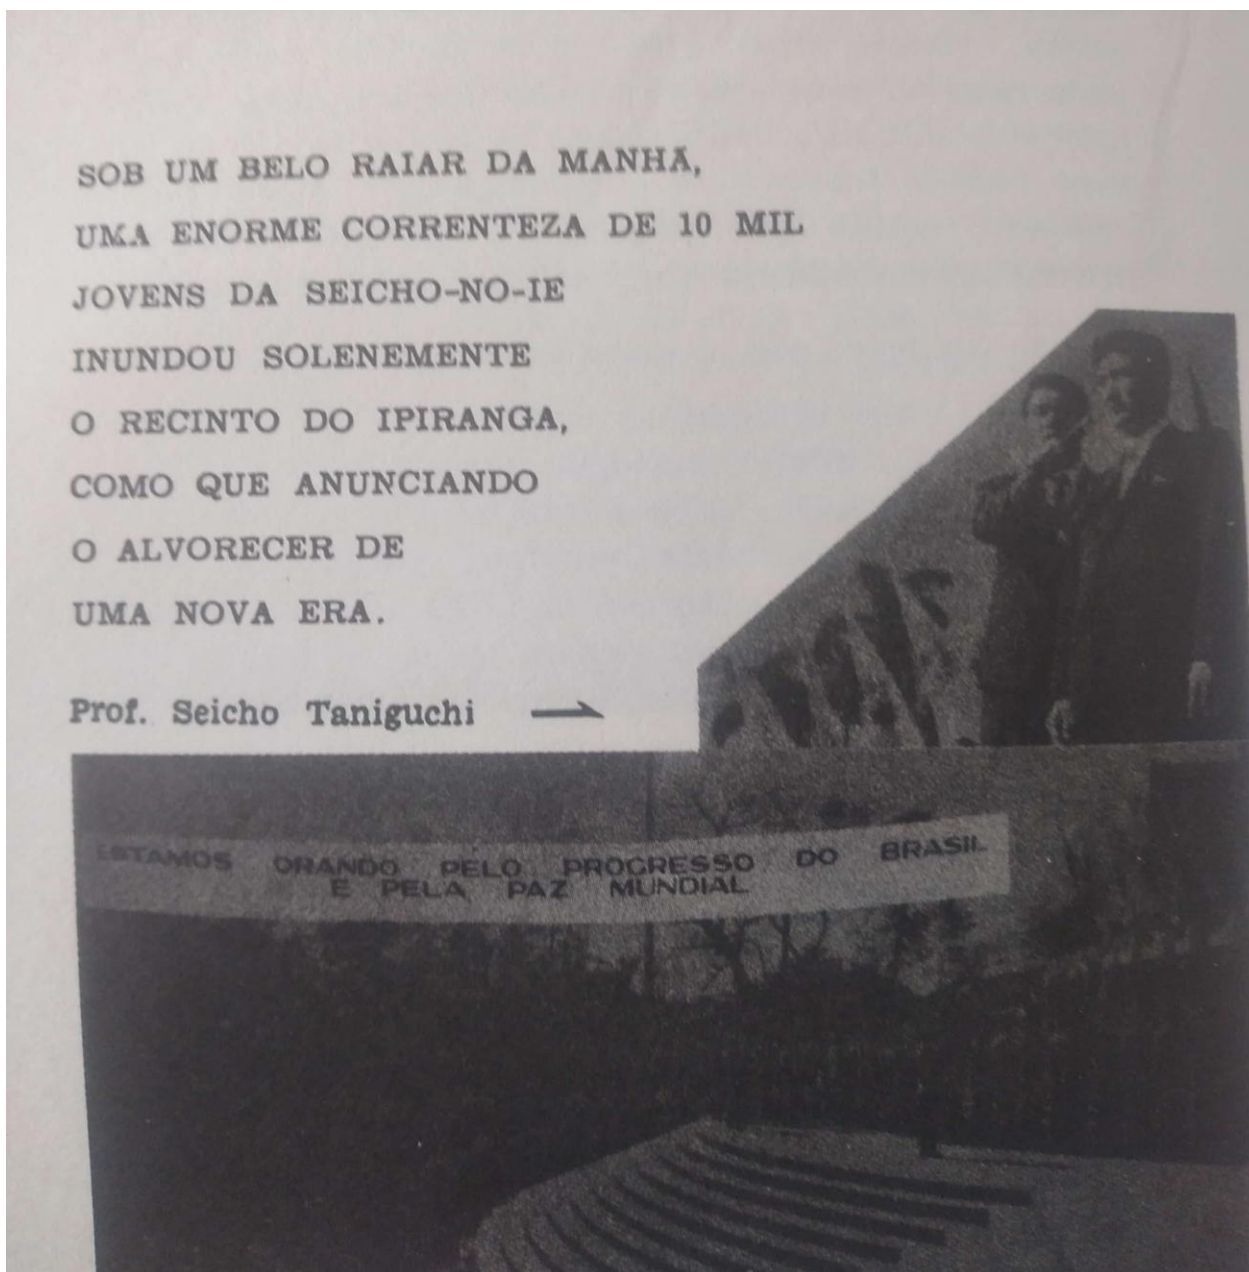 SOB UM BELO RAIAR DA MANHÃ,
UMA ENORME CORRENTEZA DE 10 MIL
JOVENS DA SEICHO-NO-IE
INUNDOU SOLENEMENTE
O RECINTO DO IPIRANGA,
COMO QUE ANUNCIANDO
O ALVORECER DE
UMA NOVA ERA.
Prof. Seicho Taniguchi
ESTAMOS ORANDO PELO PROGRESSO DO BRASIL
E PELA PAZ MUNDIAL